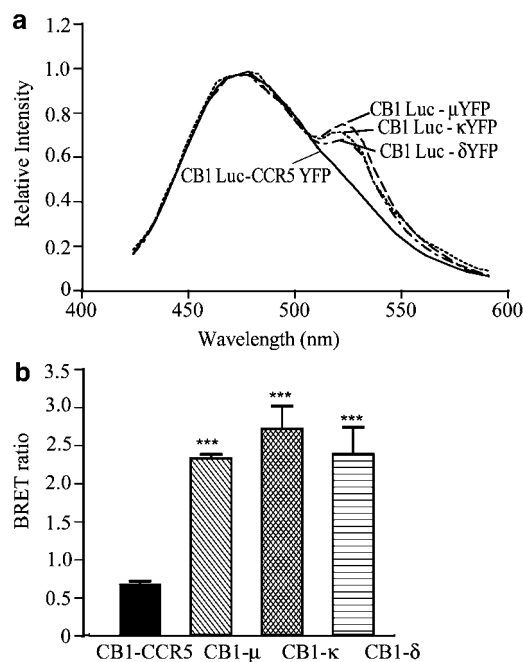 a
Relative Intensity
1.2
1.0
0.8
0.6
0.4
0.2
0
CB1 Luc - μYFP
CB1 Luc - κYFP
CB1 Luc - δYFP
CB1 Luc-CCR5 YFP
400 450 500 550 600
Wavelength (nm)
b
BRET ratio
3.5
3.0
2.5
2.0
1.5
1.0
0.5
0
*** *** ***
CB1-CCR5 CB1-μ CB1-κ CB1-δ